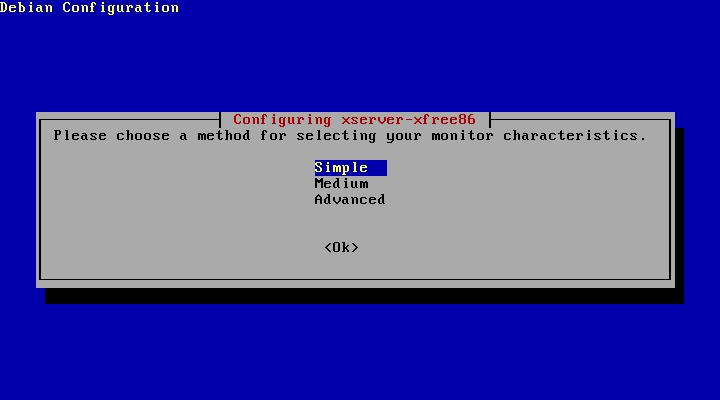 Debian Configuration
Configuring xserver-xfree86
Please choose a method for selecting your monitor characteristics.
Simple
Medium
Advanced
<Ok>